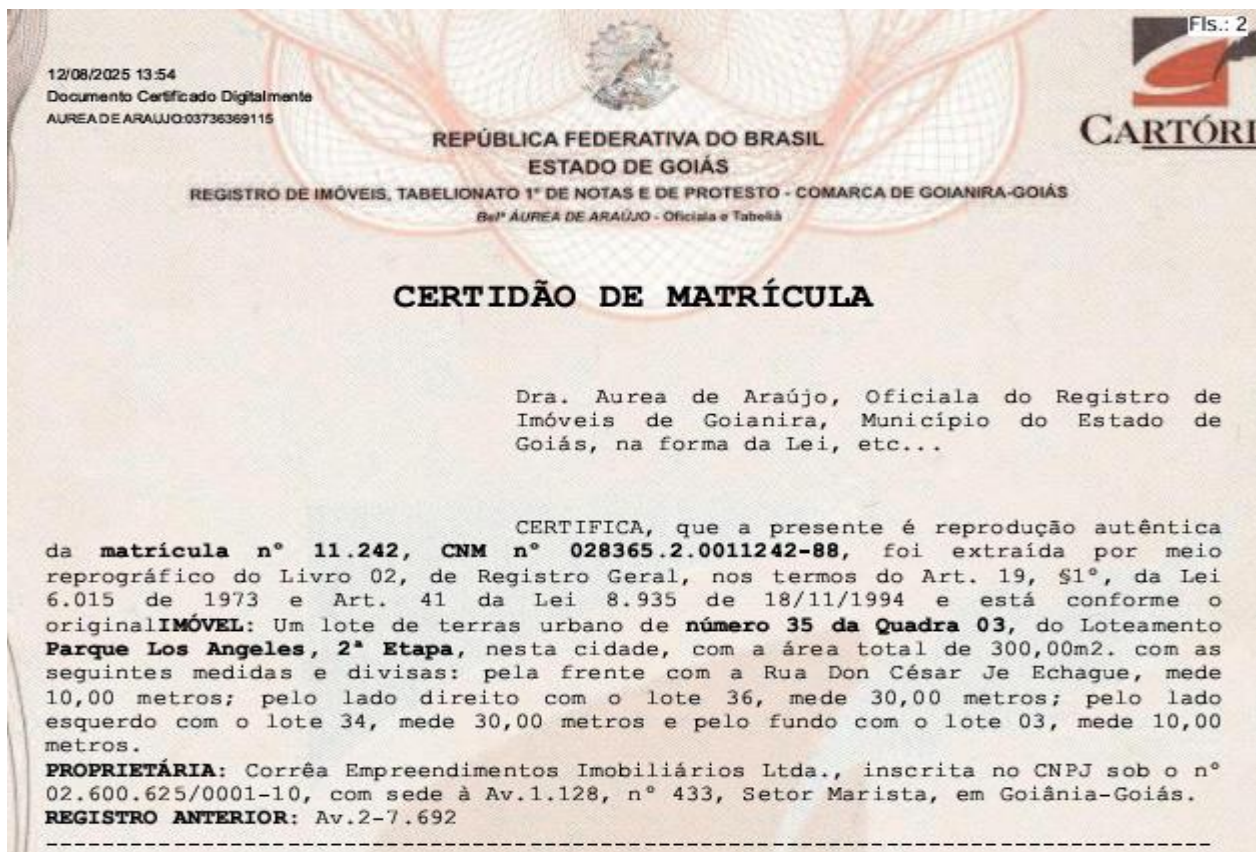 Fls.: 2
12/08/2025 13:54
Documento Certificado Digitalmente
AUREA DE ARAUJO:03736369115
CARTÓRI
REPÚBLICA FEDERATIVA DO BRASIL
ESTADO DE GOIÁS
REGISTRO DE IMÓVEIS, TABELIONATO 1º DE NOTAS E DE PROTESTO - COMARCA DE GOIANIRA-GOIÁS
Belª ÁUREA DE ARAÚJO - Oficiala e Tabeliã
CERTIDÃO DE MATRÍCULA
Dra. Aurea de Araújo, Oficiala do Registro de
Imóveis de Goianira, Município do Estado de
Goiás, na forma da Lei, etc...
CERTIFICA, que a presente é reprodução autêntica
da matrícula nº 11.242, CNM nº 028365.2.0011242-88, foi extraída por meio
reprográfico do Livro 02, de Registro Geral, nos termos do Art. 19, §1º, da Lei
6.015 de 1973 e Art. 41 da Lei 8.935 de 18/11/1994 e está conforme o
originalIMÓVEL: Um lote de terras urbano de número 35 da Quadra 03, do Loteamento
Parque Los Angeles, 2ª Etapa, nesta cidade, com a área total de 300,00m2. com as
seguintes medidas e divisas: pela frente com a Rua Don César Je Echague, mede
10,00 metros; pelo lado direito com o lote 36, mede 30,00 metros; pelo lado
esquerdo com o lote 34, mede 30,00 metros e pelo fundo com o lote 03, mede 10,00
metros.
PROPRIETÁRIA: Corrêa Empreendimentos Imobiliários Ltda., inscrita no CNPJ sob o nº
02.600.625/0001-10, com sede à Av.1.128, nº 433, Setor Marista, em Goiânia-Goiás.
REGISTRO ANTERIOR: Av.2-7.692